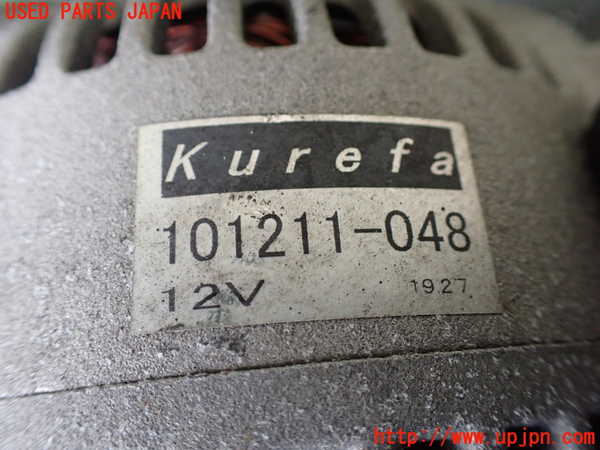 USED PARTS JAPAN
Kurefa
101211-048
12V 1927
http://www.upjpn.com